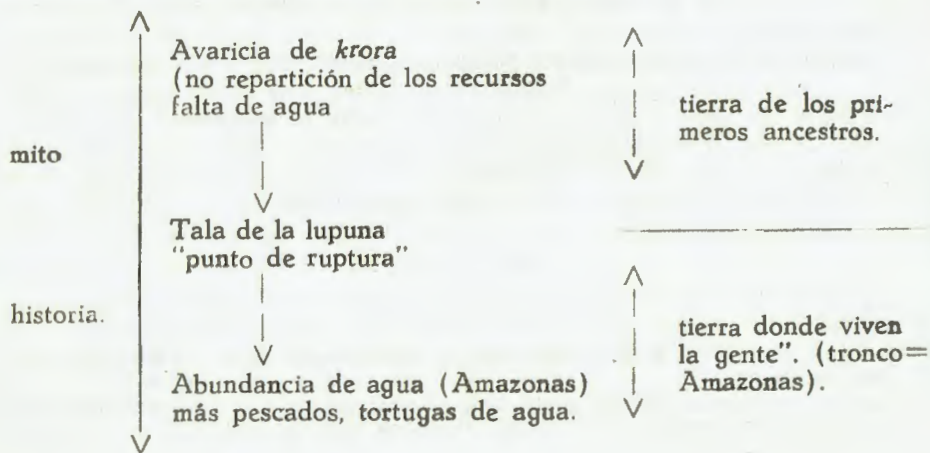 Avaricia de krora
(no repartición de los recursos
falta de agua
tierra de los pri-
meros ancestros.
mito
Tala de la lupuna
“punto de ruptura”
historia.
tierra donde viven
la gente”. (tronco=
Amazonas).
Abundancia de agua (Amazonas)
más pescados, tortugas de agua.